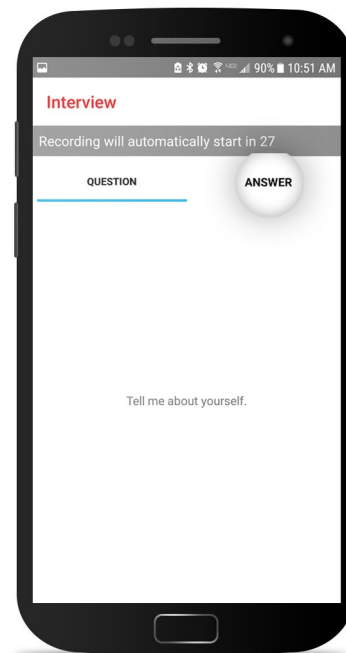 90% 10:51 AM
Interview
Recording will automatically start in 27
QUESTION
ANSWER
Tell me about yourself.